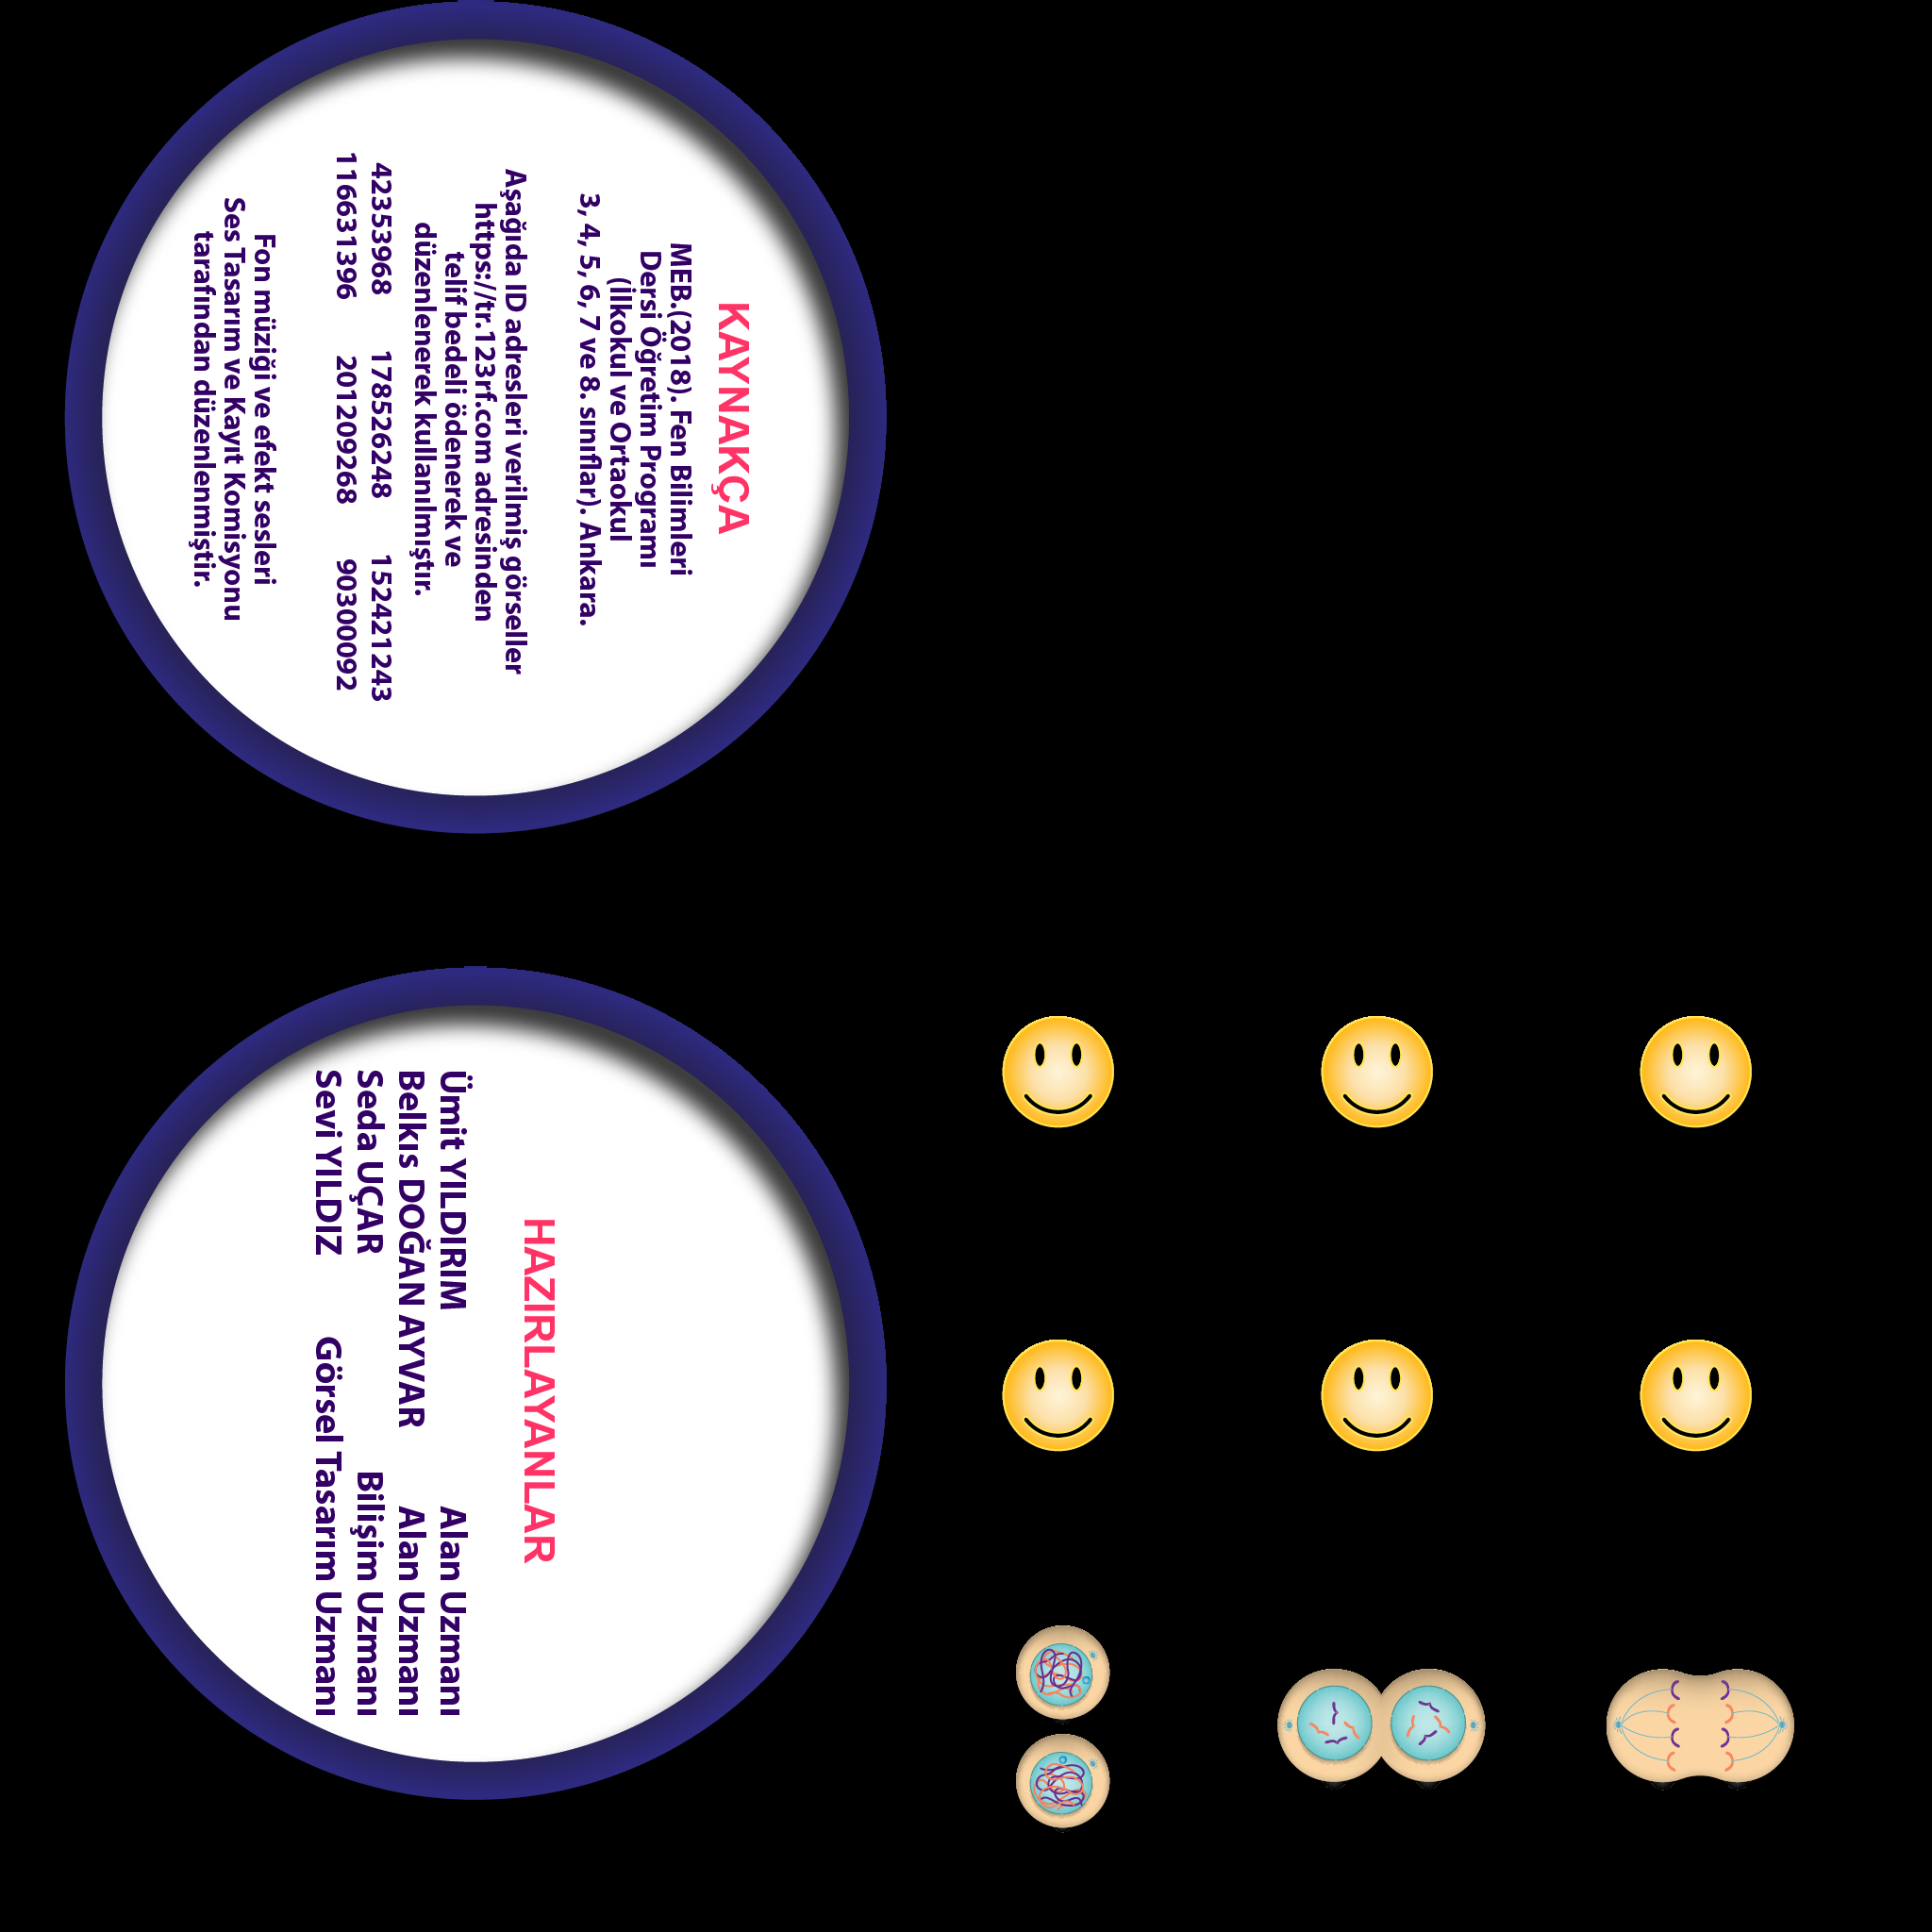 KAYNAKÇA
MEB.(2018). Fen Bilimleri
Dersi Öğretim Programı
(İlkokul ve Ortaokul
3, 4, 5, 6, 7 ve 8. sınıflar). Ankara.
Aşağıda ID adresleri verilmiş görseller
https://tr.123rf.com adresinden
telif bedeli ödenerek ve
düzenlenerek kullanılmıştır.
42353968 178526248 152421243
116631396 201209268 90300092
Fon müziği ve efekt sesleri
Ses Tasarım ve Kayıt Komisyonu
tarafından düzenlenmiştir.
HAZIRLAYANLAR
Ümit YILDIRIM Alan Uzmanı
Belkıs DOĞAN AYVAR Alan Uzmanı
Seda UÇAR Bilişim Uzmanı
Sevi YILDIZ Görsel Tasarım Uzmanı